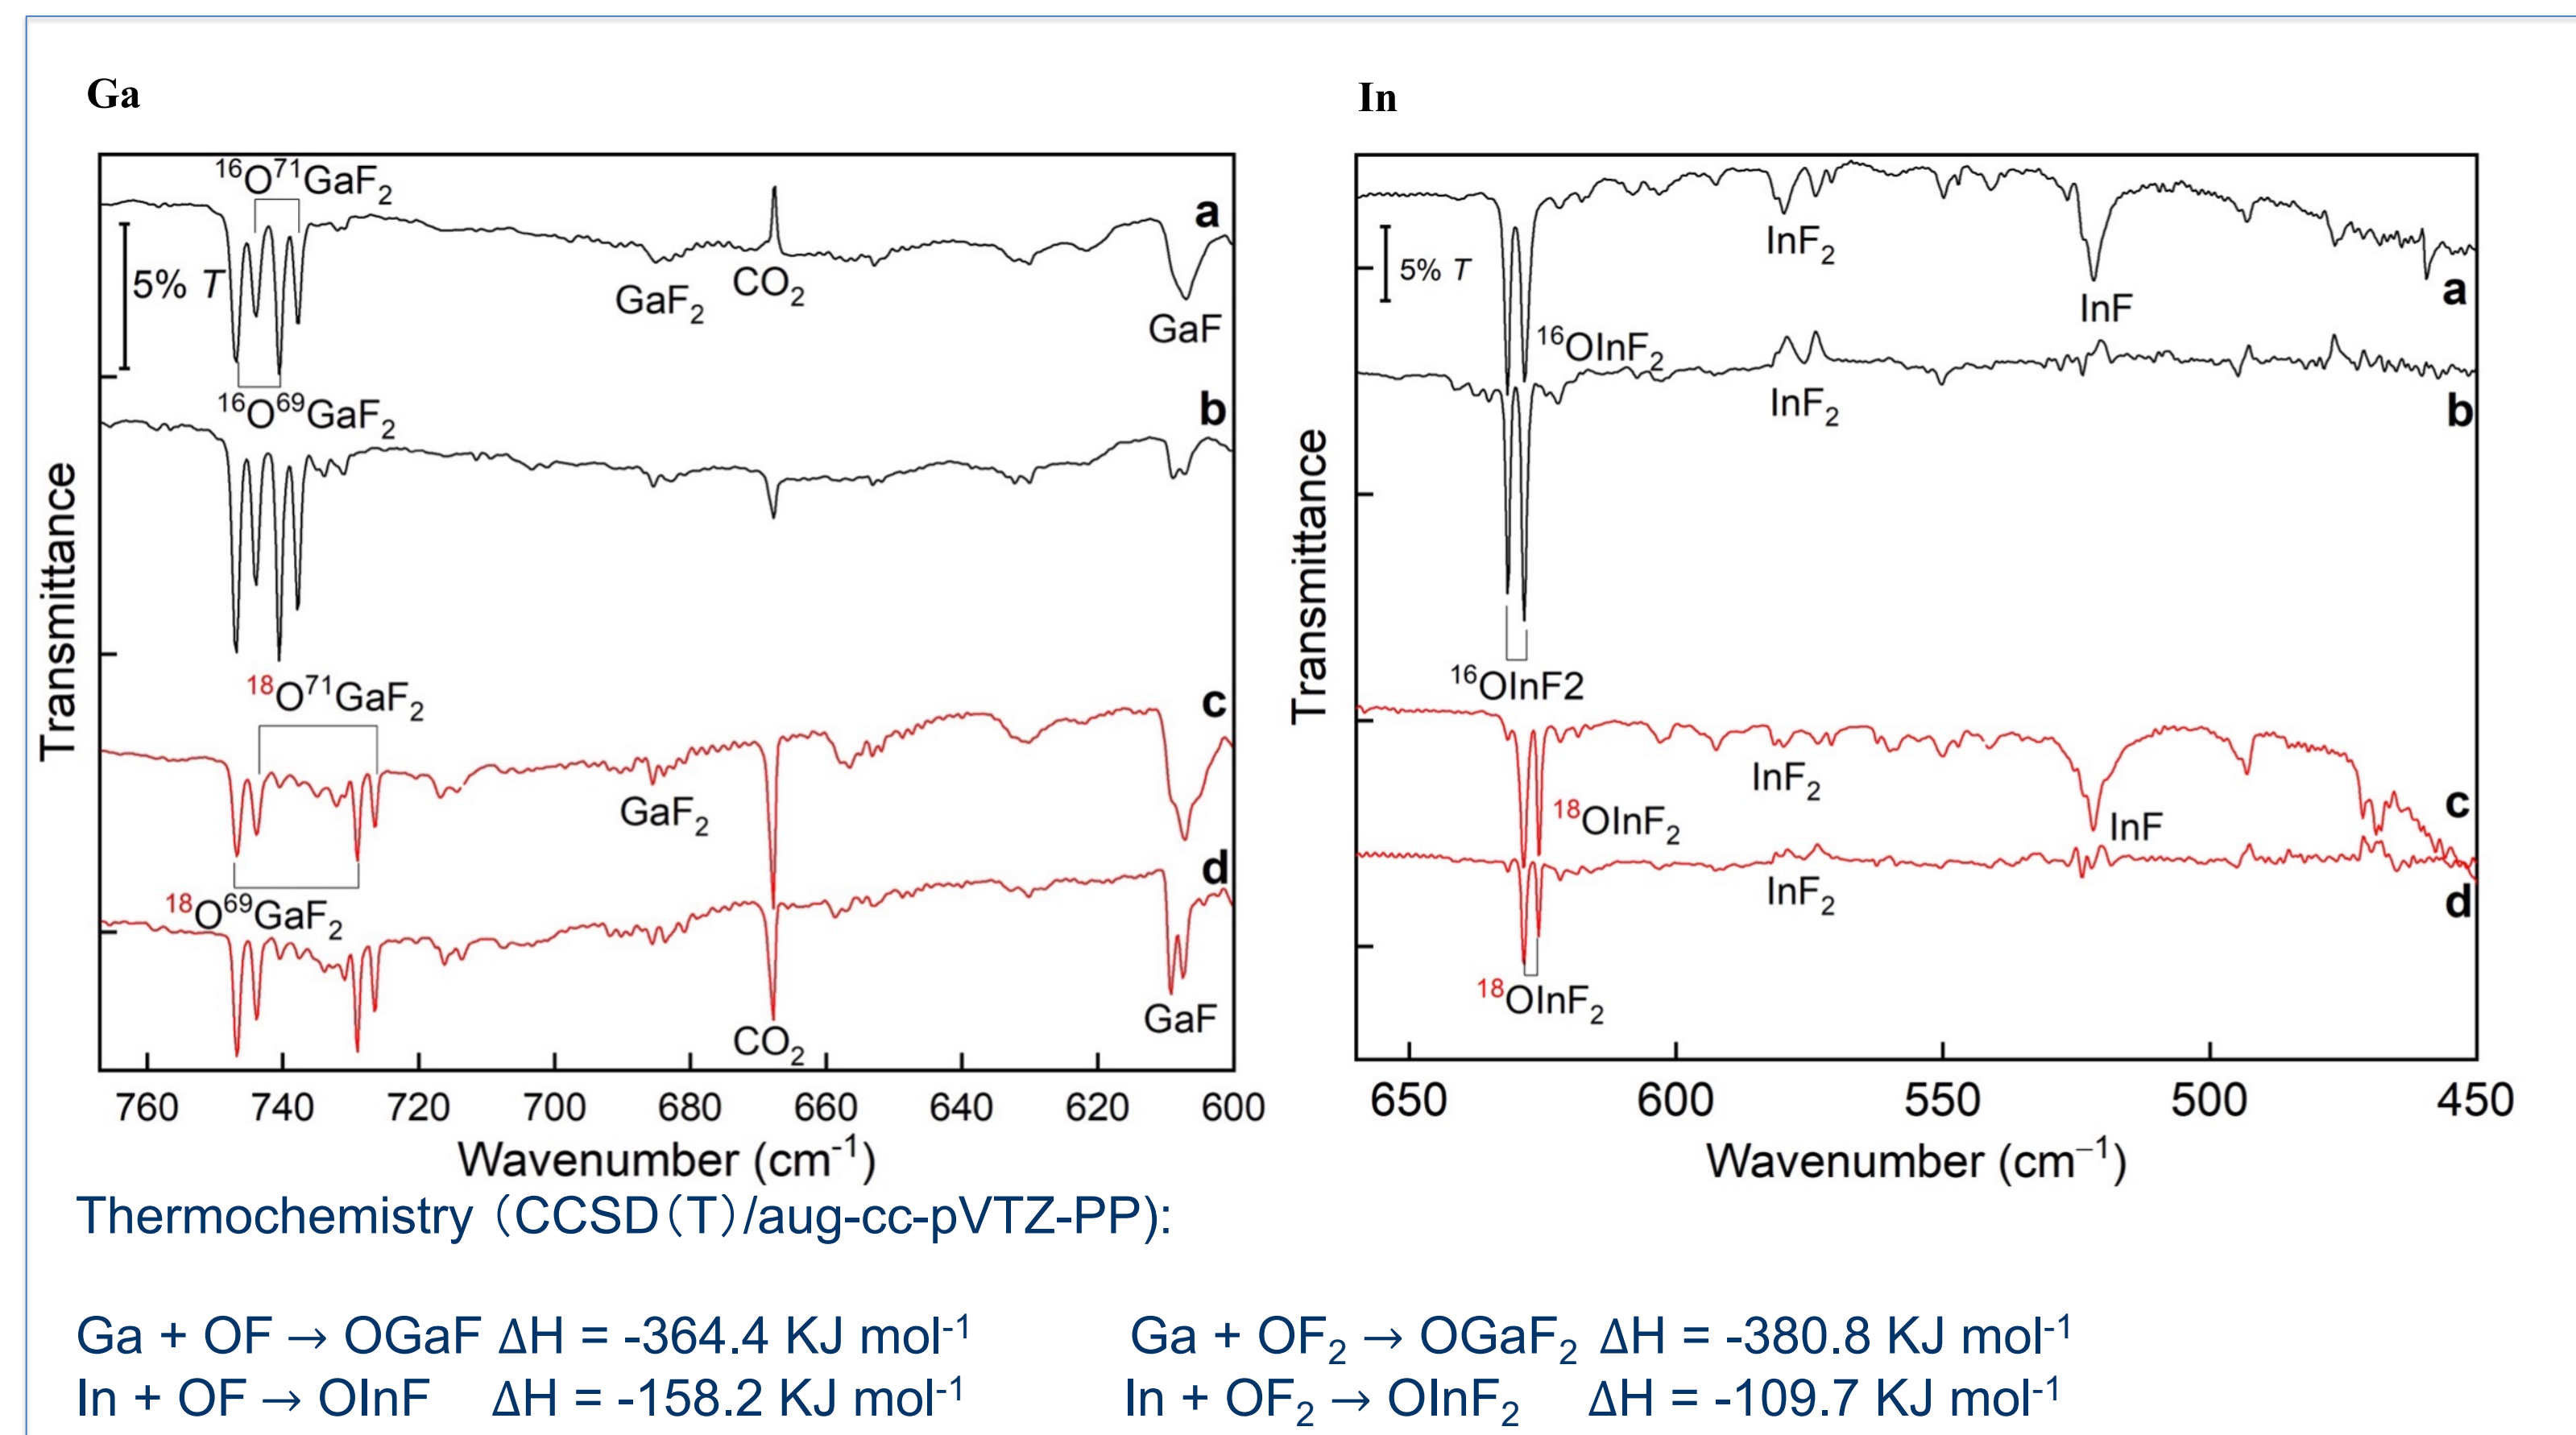 Ga
¹⁶O⁷¹GaF₂
5% T
a
GaF₂
CO₂
GaF
¹⁶O⁶⁹GaF₂
b
¹⁸O⁷¹GaF₂
c
GaF₂
¹⁸O⁶⁹GaF₂
d
CO₂
GaF
Transmittance
760 740 720 700 680 660 640 620 600
Wavenumber (cm⁻¹)
In
5% T
InF₂
InF
a
¹⁶OInF₂
InF₂
b
¹⁶OInF2
InF₂
¹⁸OInF₂
InF
c
InF₂
d
¹⁸OInF₂
Transmittance
650 600 550 500 450
Wavenumber (cm⁻¹)
Thermochemistry（CCSD（T）/aug-cc-pVTZ-PP):
Ga + OF → OGaF ΔH = -364.4 KJ mol⁻¹ Ga + OF₂ → OGaF₂ ΔH = -380.8 KJ mol⁻¹
In + OF → OInF ΔH = -158.2 KJ mol⁻¹ In + OF₂ → OInF₂ ΔH = -109.7 KJ mol⁻¹